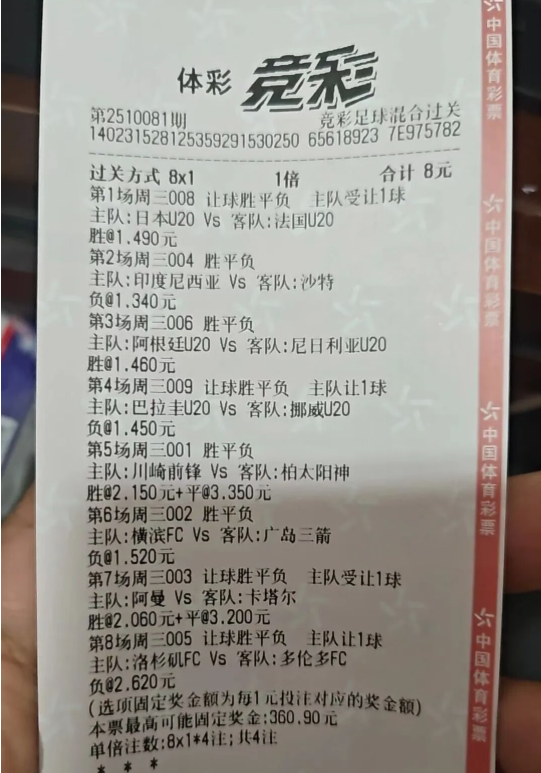 体彩 竞彩
第2510081期 竞彩足球混合过关
140231528125359291530250 65618923 7E975782
过关方式 8x1 1倍 合计 8元
第1场周三008 让球胜平负 主队受让1球
主队:日本U20 Vs 客队:法国U20
胜@1.490元
第2场周三004 胜平负
主队:印度尼西亚 Vs 客队:沙特
负@1.340元
第3场周三006 胜平负
主队:阿根廷U20 Vs 客队:尼日利亚U20
胜@1.460元
第4场周三009 让球胜平负 主队让1球
主队:巴拉圭U20 Vs 客队:挪威U20
负@1.450元
第5场周三001 胜平负
主队:川崎前锋 Vs 客队:柏太阳神
胜@2.150元+平@3.350元
第6场周三002 胜平负
主队:横滨FC Vs 客队:广岛三箭
负@1.520元
第7场周三003 让球胜平负 主队受让1球
主队:阿曼 Vs 客队:卡塔尔
胜@2.060元+平@3.200元
第8场周三005 让球胜平负 主队让1球
主队:洛杉矶FC Vs 客队:多伦多FC
负@2.620元
(选项固定奖金额为每1元投注对应的奖金额)
本票最高可能固定奖金:360.90元
单倍注数:8x1*4注;共4注
* * *
中国体育彩票
中国体育彩票
中国体育彩票
中国体育彩票